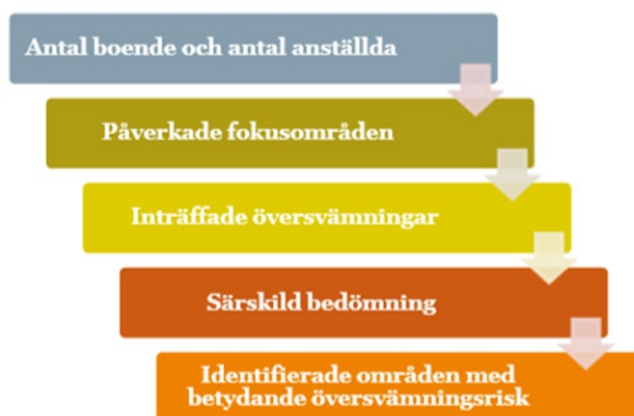 Antal boende och antal anställda
Påverkade fokusområden
Inträffade översvämningar
Särskild bedömning
Identifierade områden med
betydande översvämningsrisk